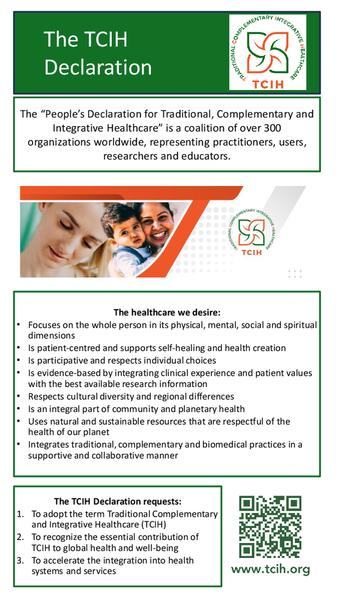 The TCIH
Declaration
TRADITIONAL COMPLEMENTARY INTEGRATIVE HEALTHCARE
TCIH
The “People’s Declaration for Traditional, Complementary and
Integrative Healthcare” is a coalition of over 300
organizations worldwide, representing practitioners, users,
researchers and educators.
TRADITIONAL COMPLEMENTARY INTEGRATIVE HEALTHCARE
TCIH
The healthcare we desire:
• Focuses on the whole person in its physical, mental, social and spiritual
dimensions
• Is patient-centred and supports self-healing and health creation
• Is participative and respects individual choices
• Is evidence-based by integrating clinical experience and patient values
with the best available research information
• Respects cultural diversity and regional differences
• Is an integral part of community and planetary health
• Uses natural and sustainable resources that are respectful of the
health of our planet
• Integrates traditional, complementary and biomedical practices in a
supportive and collaborative manner
The TCIH Declaration requests:
1. To adopt the term Traditional Complementary
and Integrative Healthcare (TCIH)
2. To recognize the essential contribution of
TCIH to global health and well-being
3. To accelerate the integration into health
systems and services
www.tcih.org